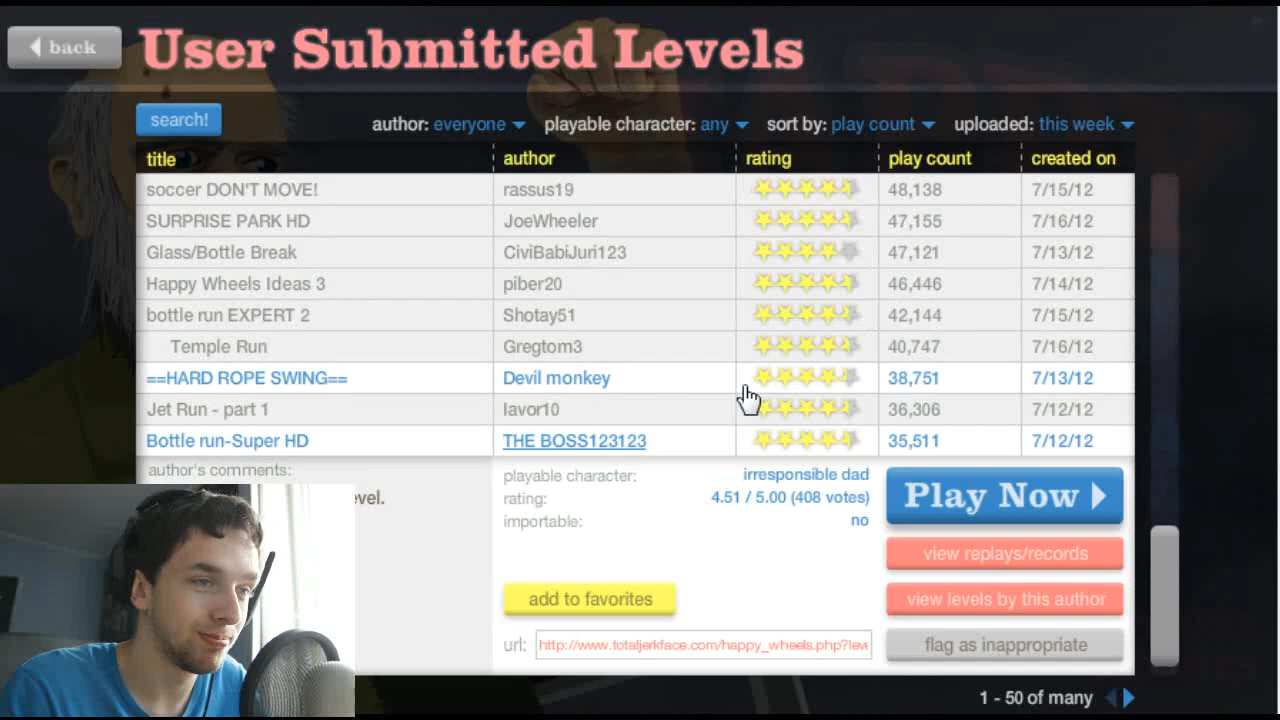 back
User Submitted Levels
search!
author: everyone playable character: any sort by: play count uploaded: this week
title author rating play count created on
soccer DON'T MOVE! rassus19 48,138 7/15/12
SURPRISE PARK HD JoeWheeler 47,155 7/16/12
Glass/Bottle Break CiviBabiJuri123 47,121 7/13/12
Happy Wheels Ideas 3 piber20 46,446 7/14/12
bottle run EXPERT 2 Shotay51 42,144 7/15/12
Temple Run Gregtom3 40,747 7/16/12
==HARD ROPE SWING== Devil monkey 38,751 7/13/12
Jet Run - part 1 36,306 7/12/12
Bottle run-Super HD THE BOSS123123 35,511 7/12/12
author's comments: playable character: irresponsible dad
evel. rating: 4.51 / 5.00 (408 votes)
importable: no
Play Now
view replays/records
add to favorites
view levels by this author
url: http://www.totaljerkface.com/happy_wheels.php?leve
flag as inappropriate
1 - 50 of many